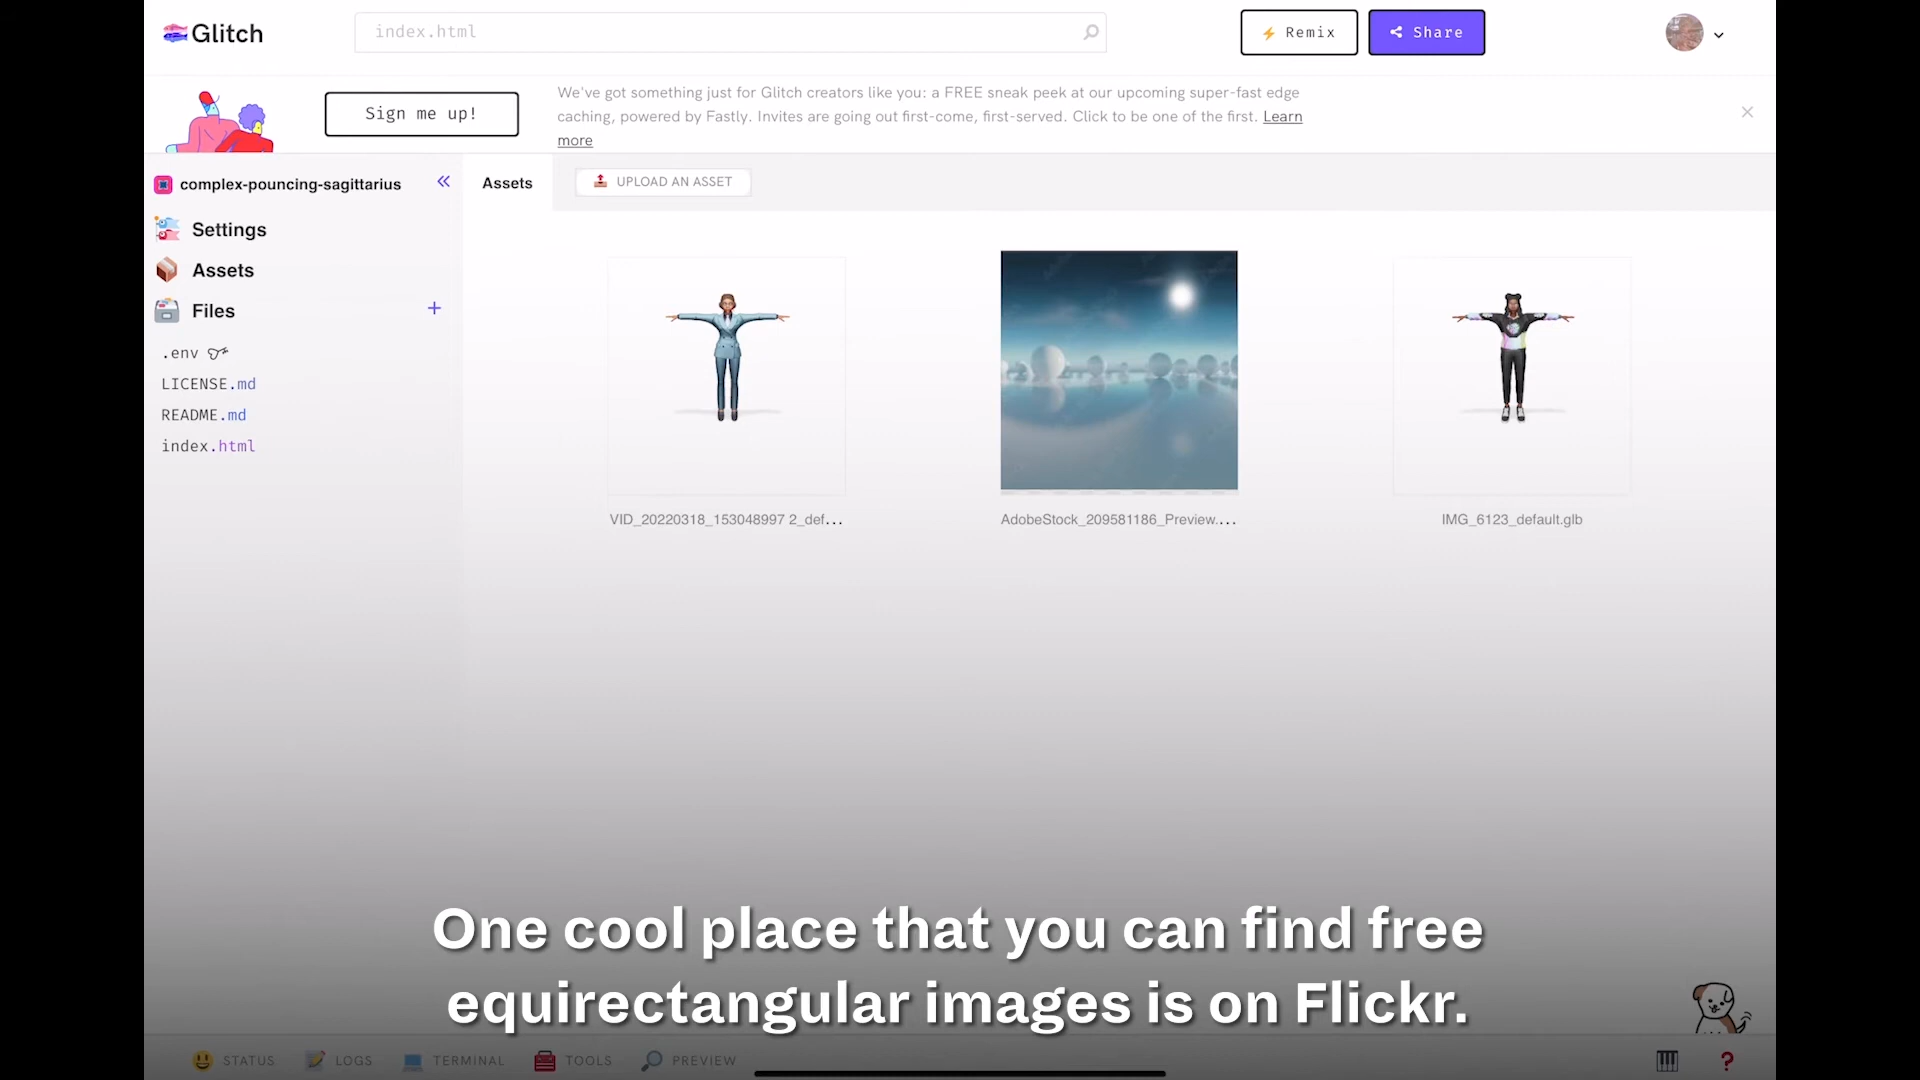 Glitch
index.html
Remix
Share
Sign me up!
We've got something just for Glitch creators like you: a FREE sneak peek at our upcoming super-fast edge
caching, powered by Fastly. Invites are going out first-come, first-served. Click to be one of the first. Learn
more
complex-pouncing-sagittarius
Assets
UPLOAD AN ASSET
Settings
Assets
Files
.env
LICENSE.md
README.md
index.html
VID_20220318_153048997 2_def...
AdobeStock_209581186_Preview....
IMG_6123_default.glb
One cool place that you can find free
equirectangular images is on Flickr.
STATUS
LOGS
TERMINAL
TOOLS
PREVIEW
?